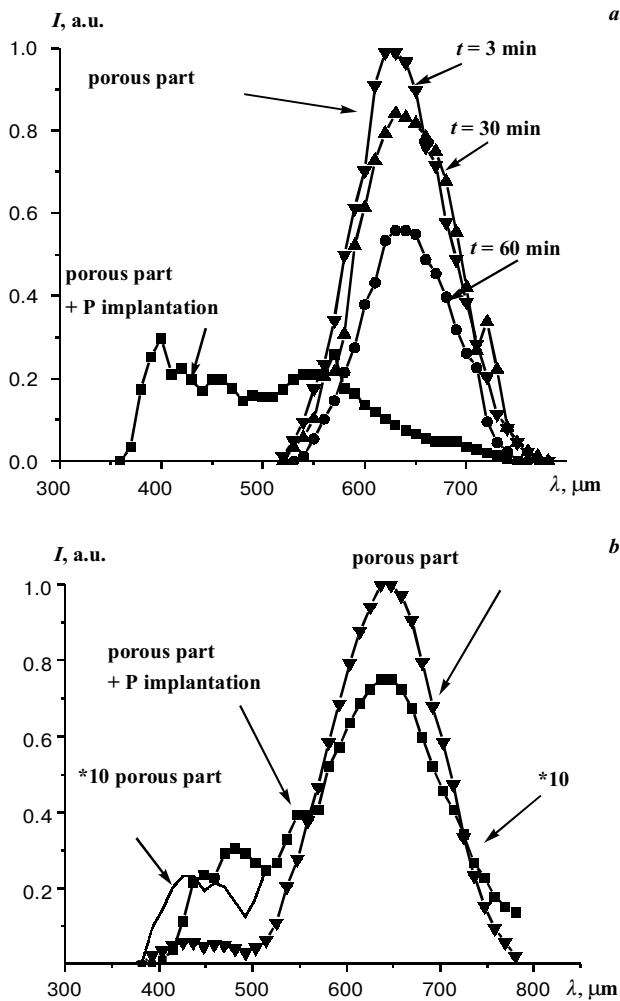 I, a.u.
a
1.0
0.8
0.6
0.4
0.2
0.0
porous part
t = 3 min
t = 30 min
t = 60 min
porous part
+ P implantation
300
400
500
600
700
λ, μm
I, a.u.
b
1.0
0.8
0.6
0.4
0.2
porous part
porous part
+ P implantation
*10 porous part
*10
300
400
500
600
700
800
λ, μm